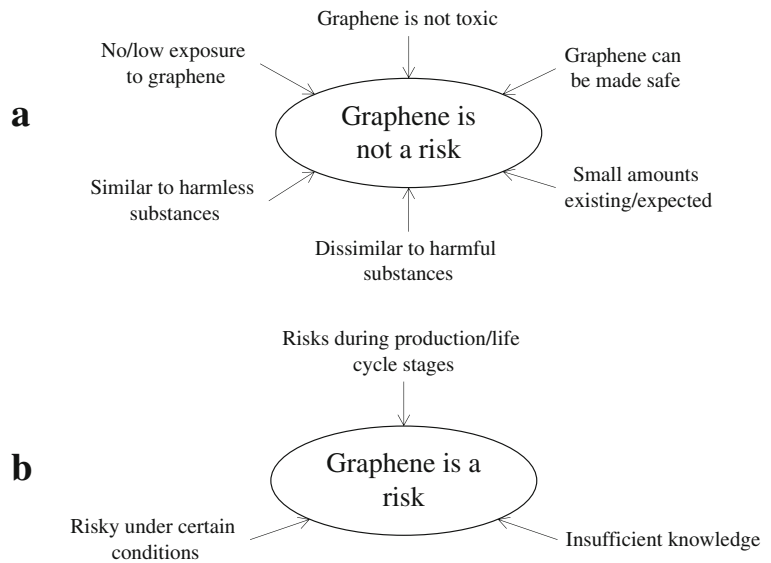 Graphene is not toxic
No/low exposure
to graphene
Graphene can
be made safe
a
Graphene is
not a risk
Similar to harmless
substances
Small amounts
existing/expected
Dissimilar to harmful
substances
Risks during production/life
cycle stages
b
Graphene is a
risk
Risky under certain
conditions
Insufficient knowledge